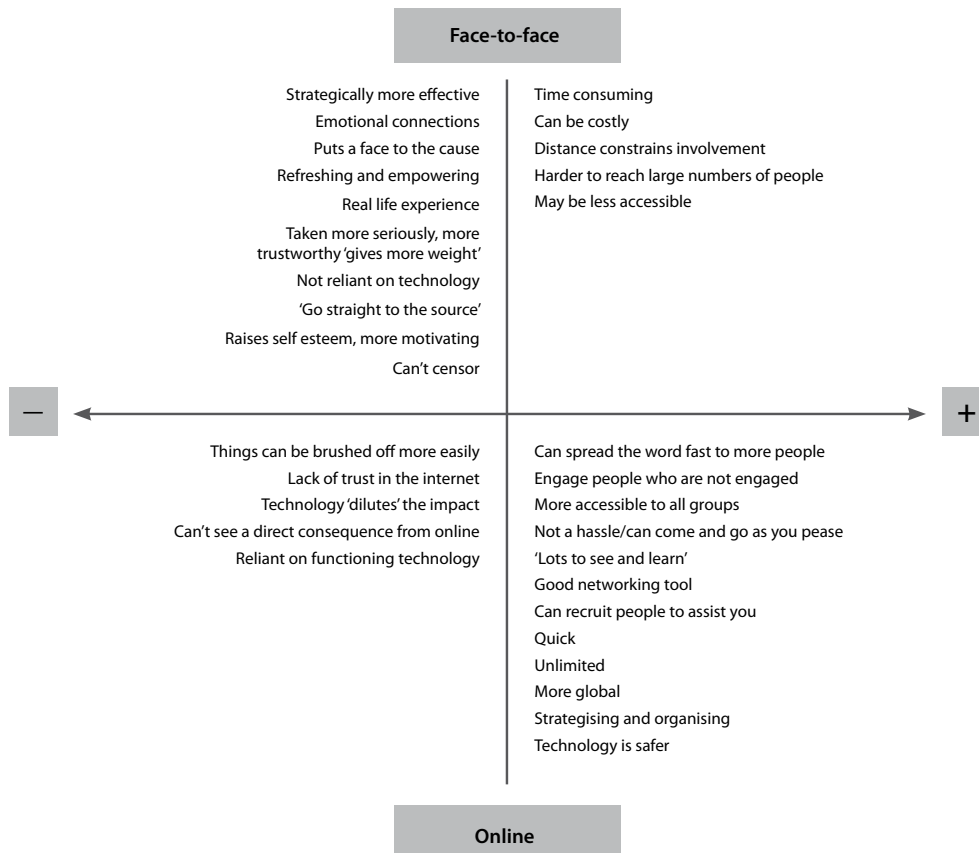 Face-to-face
Strategically more effective
Emotional connections
Puts a face to the cause
Refreshing and empowering
Real life experience
Taken more seriously, more
trustworthy ‘gives more weight’
Not reliant on technology
‘Go straight to the source’
Raises self esteem, more motivating
Can’t censor
Time consuming
Can be costly
Distance constrains involvement
Harder to reach large numbers of people
May be less accessible
—
+
Things can be brushed off more easily
Lack of trust in the internet
Technology ‘dilutes’ the impact
Can’t see a direct consequence from online
Reliant on functioning technology
Can spread the word fast to more people
Engage people who are not engaged
More accessible to all groups
Not a hassle/can come and go as you pease
‘Lots to see and learn’
Good networking tool
Can recruit people to assist you
Quick
Unlimited
More global
Strategising and organising
Technology is safer
Online